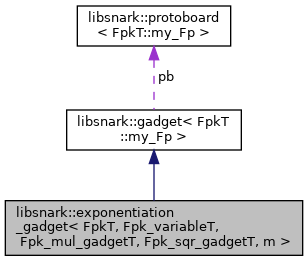 libsnark::protoboard
< FpkT::my_Fp >
pb
libsnark::gadget< FpkT
::my_Fp >
libsnark::exponentiation
_gadget< FpkT, Fpk_variableT,
Fpk_mul_gadgetT, Fpk_sqr_gadgetT, m >